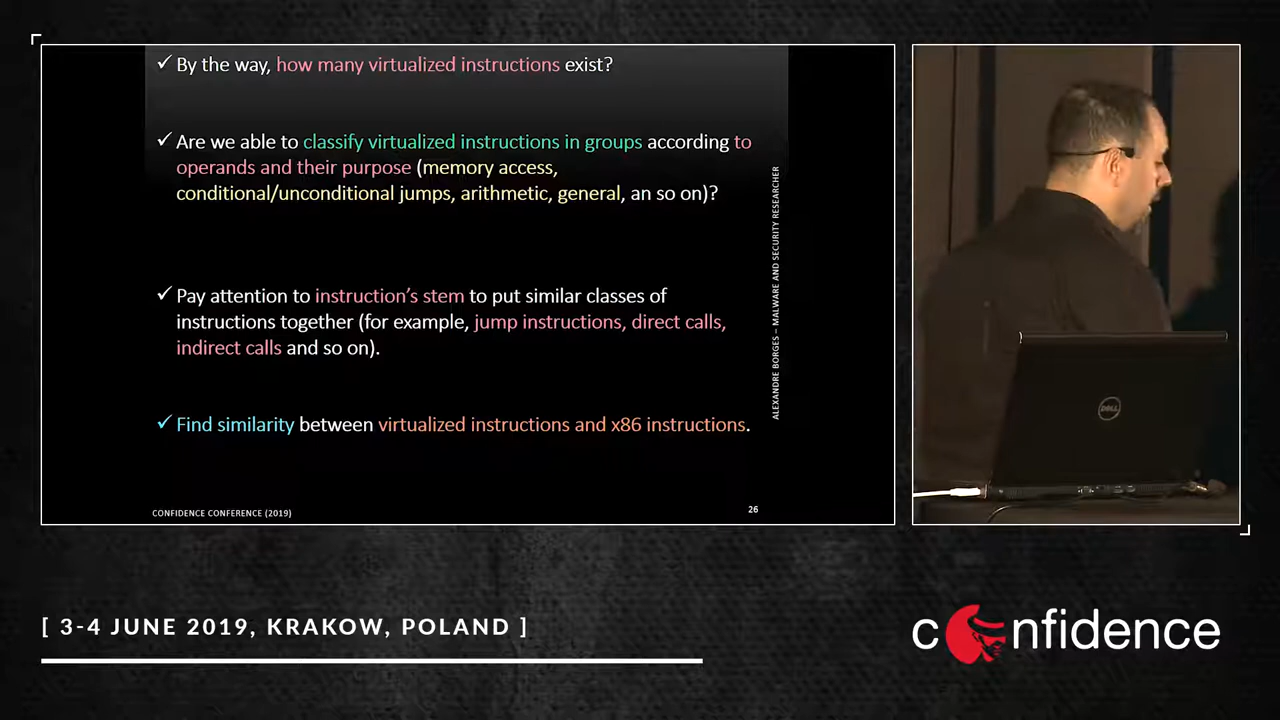 ✓ By the way, how many virtualized instructions exist?
✓ Are we able to classify virtualized instructions in groups according to
operands and their purpose (memory access,
conditional/unconditional jumps, arithmetic, general, an so on)?
✓ Pay attention to instruction's stem to put similar classes of
instructions together (for example, jump instructions, direct calls,
indirect calls and so on).
✓ Find similarity between virtualized instructions and x86 instructions.
ALEXANDRE BORGES – MALWARE AND SECURITY RESEARCHER
CONFIDENCE CONFERENCE (2019)
26
DELL
[ 3-4 JUNE 2019, KRAKOW, POLAND ]
confidence